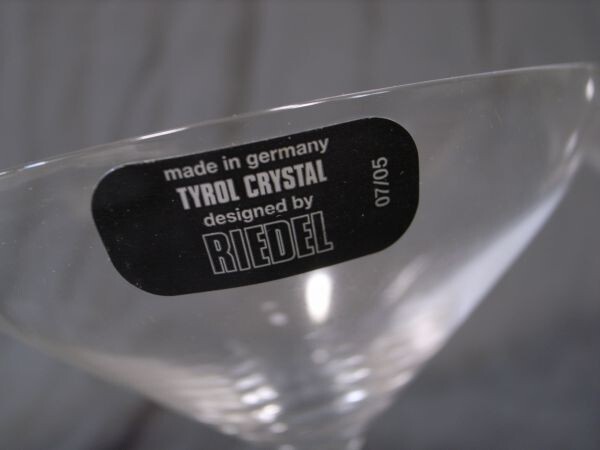 made in germany
TYROL CRYSTAL
designed by
RIEDEL
07/05